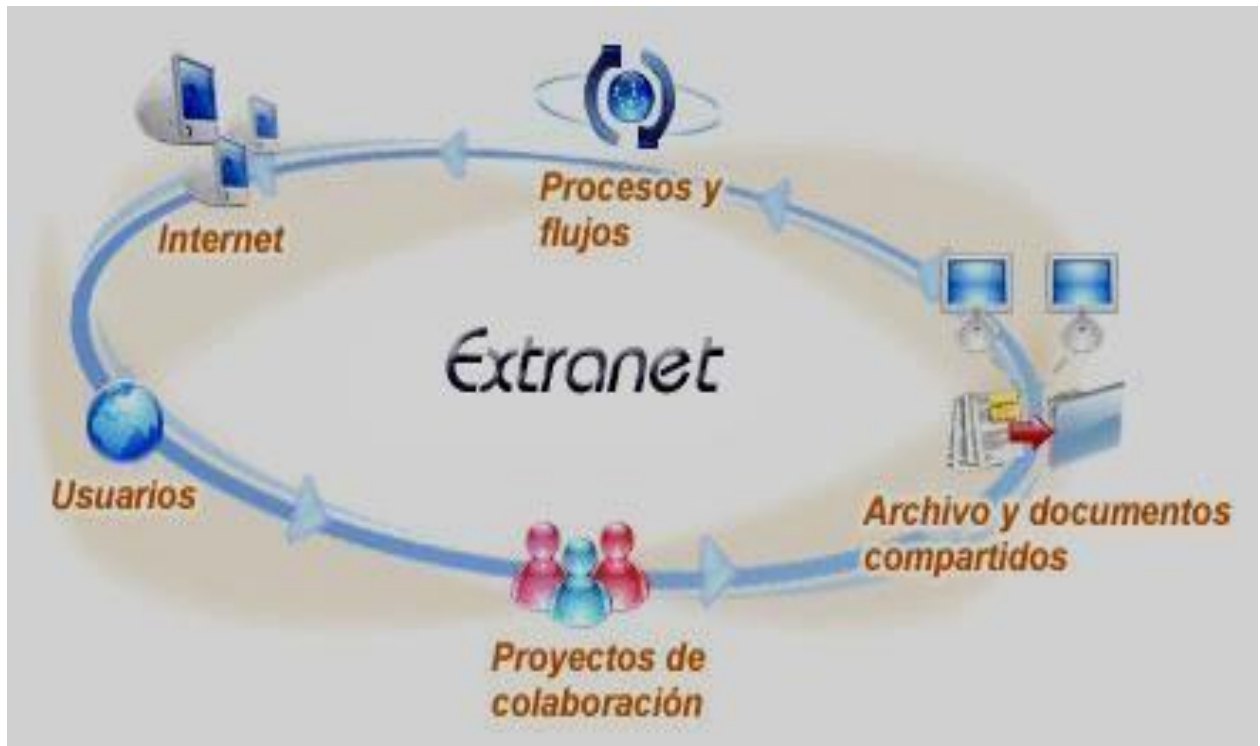 Procesos y
flujos
Internet
Extranet
Usuarios
Archivo y documentos
compartidos
Proyectos de
colaboración